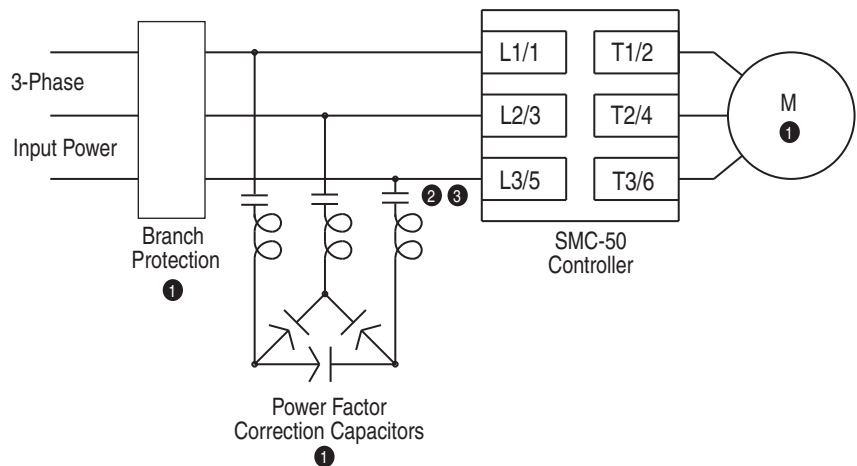 3-Phase
Input Power
Branch
Protection
❶
L1/1
T1/2
L2/3
T2/4
L3/5
T3/6
❷ ❸
SMC-50
Controller
M
❶
Power Factor
Correction Capacitors
❶